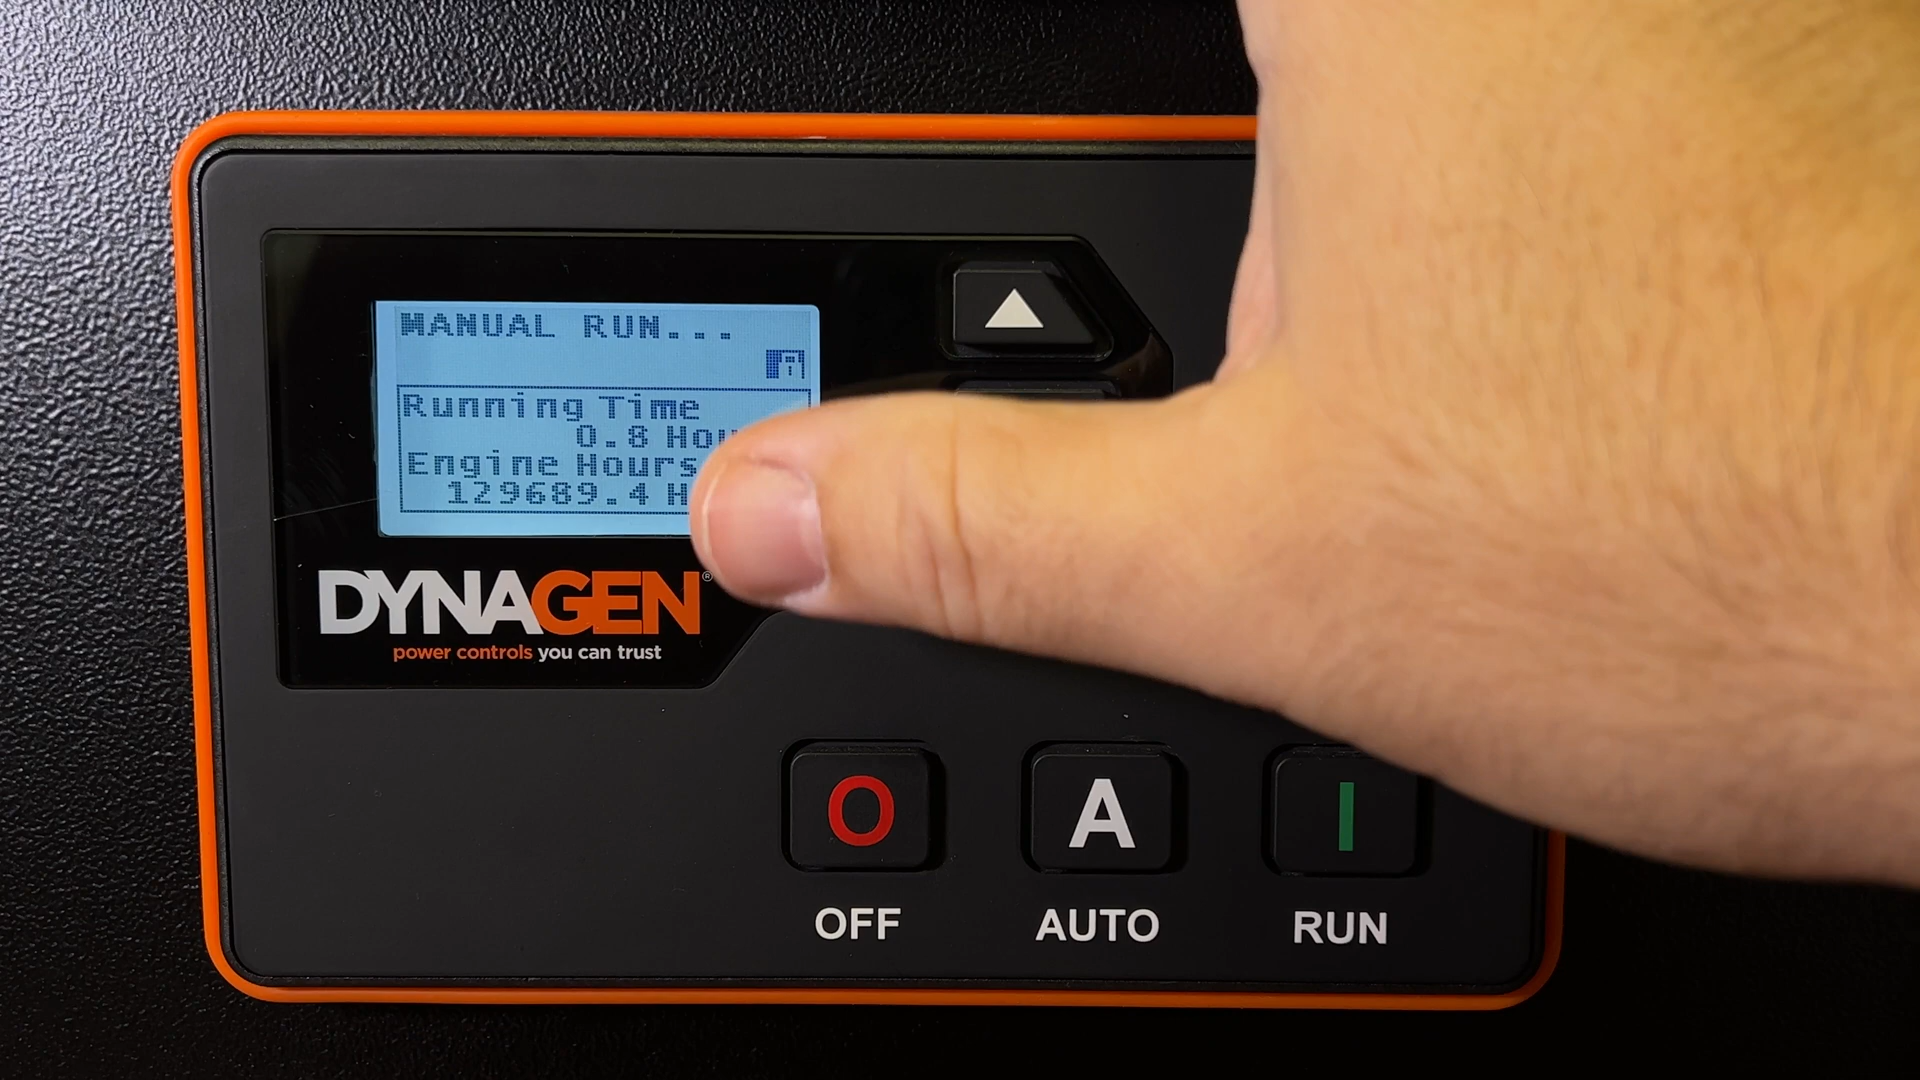 MANUAL RUN...
Running Time
0.8 Hou
Engine Hours
129689.4 H
DYNAGEN®
power controls you can trust
O A I
OFF AUTO RUN